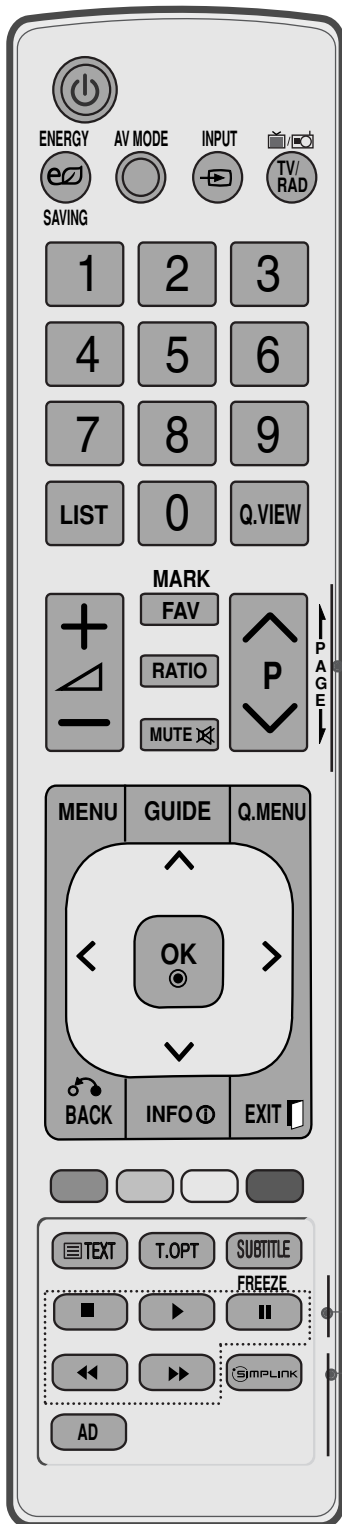 ENERGY AV MODE INPUT
TV/
RAD
SAVING
1 2 3
4 5 6
7 8 9
LIST 0 Q.VIEW
MARK
FAV
RATIO
P
MUTE
PAGE
MENU GUIDE Q.MENU
OK
BACK INFO EXIT
TEXT T.OPT SUBTITLE
FREEZE
SIMPLINK
AD